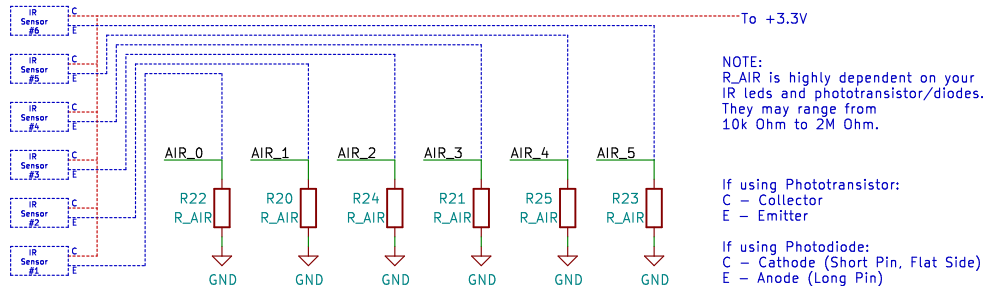 IR
Sensor
#6
C
E
To +3.3V
IR
Sensor
#5
C
E
NOTE:
R_AIR is highly dependent on your
IR leds and phototransistor/diodes.
They may range from
10k Ohm to 2M Ohm.
IR
Sensor
#4
C
E
IR
Sensor
#3
C
E
AIR_0 AIR_1 AIR_2 AIR_3 AIR_4 AIR_5
R22 R20 R24 R21 R25 R23
R_AIR R_AIR R_AIR R_AIR R_AIR R_AIR
If using Phototransistor:
C - Collector
E - Emitter
IR
Sensor
#2
C
E
IR
Sensor
#1
C
E
GND GND GND GND GND GND
If using Photodiode:
C - Cathode (Short Pin, Flat Side)
E - Anode (Long Pin)